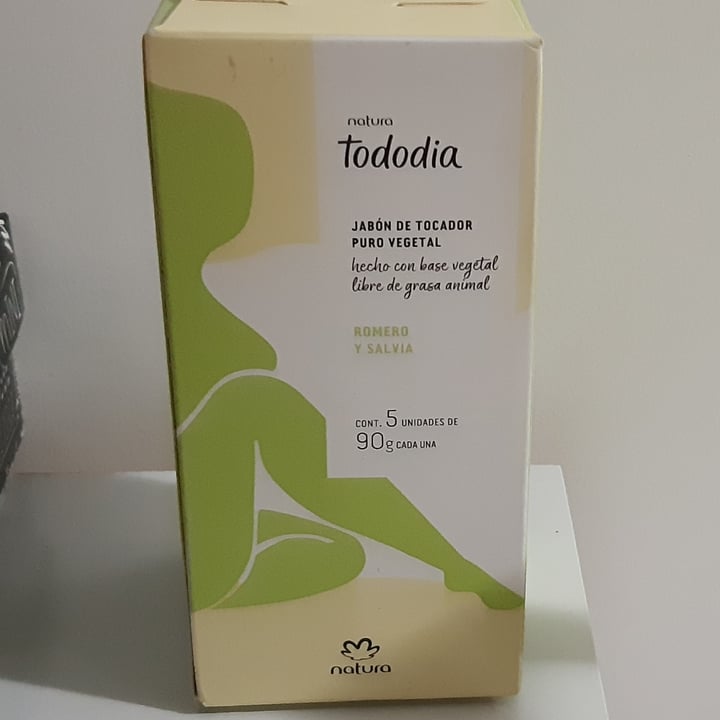 natura
Tododia
JABÓN DE TOCADOR
PURO VEGETAL
hecho con base vegetal
libre de grasa animal
ROMERO
Y SALVIA
CONT. 5 UNIDADES DE
90g CADA UNA
natura